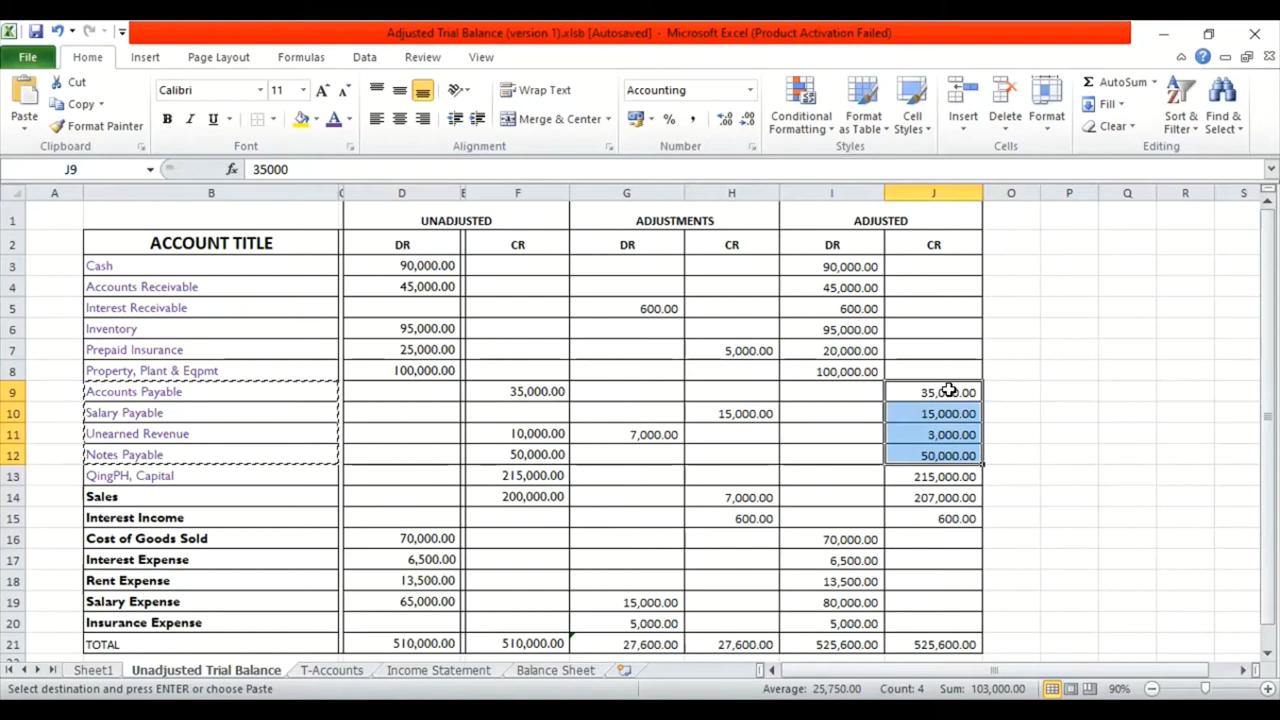 Adjusted Trial Balance (version 1).xlsb [Autosaved] - Microsoft Excel (Product Activation Failed)
File Home Insert Page Layout Formulas Data Review View
Cut Calibri 11 Wrap Text Accounting AutoSum
Paste Copy Fill
Format Painter B I U Merge & Center % , Conditional Formatting Format as Table Cell Styles Insert Delete Format Clear Sort & Filter Find & Select
Clipboard Font Alignment Number Styles Cells Editing
J9 fx 35000
A B C D E F G H I J O P Q R S
1 UNADJUSTED ADJUSTMENTS ADJUSTED
2 ACCOUNT TITLE DR CR DR CR DR CR
3 Cash 90,000.00 90,000.00
4 Accounts Receivable 45,000.00 45,000.00
5 Interest Receivable 600.00 600.00
6 Inventory 95,000.00 95,000.00
7 Prepaid Insurance 25,000.00 5,000.00 20,000.00
8 Property, Plant & Eqpmt 100,000.00 100,000.00
9 Accounts Payable 35,000.00 35,000.00
10 Salary Payable 15,000.00 15,000.00
11 Unearned Revenue 10,000.00 7,000.00 3,000.00
12 Notes Payable 50,000.00 50,000.00
13 QingPH, Capital 215,000.00 215,000.00
14 Sales 200,000.00 7,000.00 207,000.00
15 Interest Income 600.00 600.00
16 Cost of Goods Sold 70,000.00 70,000.00
17 Interest Expense 6,500.00 6,500.00
18 Rent Expense 13,500.00 13,500.00
19 Salary Expense 65,000.00 15,000.00 80,000.00
20 Insurance Expense 5,000.00 5,000.00
21 TOTAL 510,000.00 510,000.00 27,600.00 27,600.00 525,600.00 525,600.00
Sheet1 Unadjusted Trial Balance T-Accounts Income Statement Balance Sheet
Select destination and press ENTER or choose Paste Average: 25,750.00 Count: 4 Sum: 103,000.00 90%